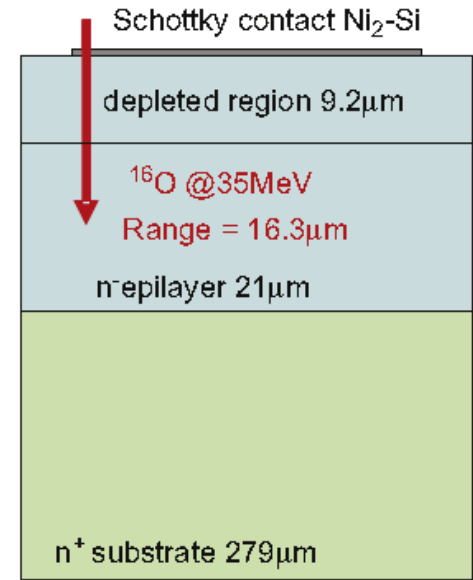 Schottky contact Ni₂-Si
depleted region 9.2μm
¹⁶O @35MeV
Range = 16.3μm
n⁻epilayer 21μm
n⁺ substrate 279μm